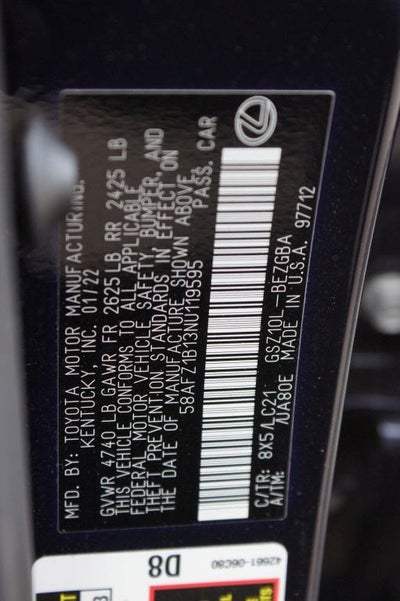 MFD. BY: TOYOTA MOTOR MANUFACTURING,
KENTUCKY, INC. 01/22
GVWR 4740 LB GAWR FR 2625 LB RR 2425 LB
THIS VEHICLE CONFORMS TO ALL APPLICABLE
FEDERAL MOTOR VEHICLE SAFETY, BUMPER, AND
THEFT PREVENTION STANDARDS IN EFFECT ON
THE DATE OF MANUFACTURE SHOWN ABOVE.
58AFZ1B13NU119595 PASS. CAR
C/TR: 8X5/LC21 GSZ10L-BEZGBA
A/TM: /UA80E MADE IN U.S.A. 97712
D8
42661-06C80